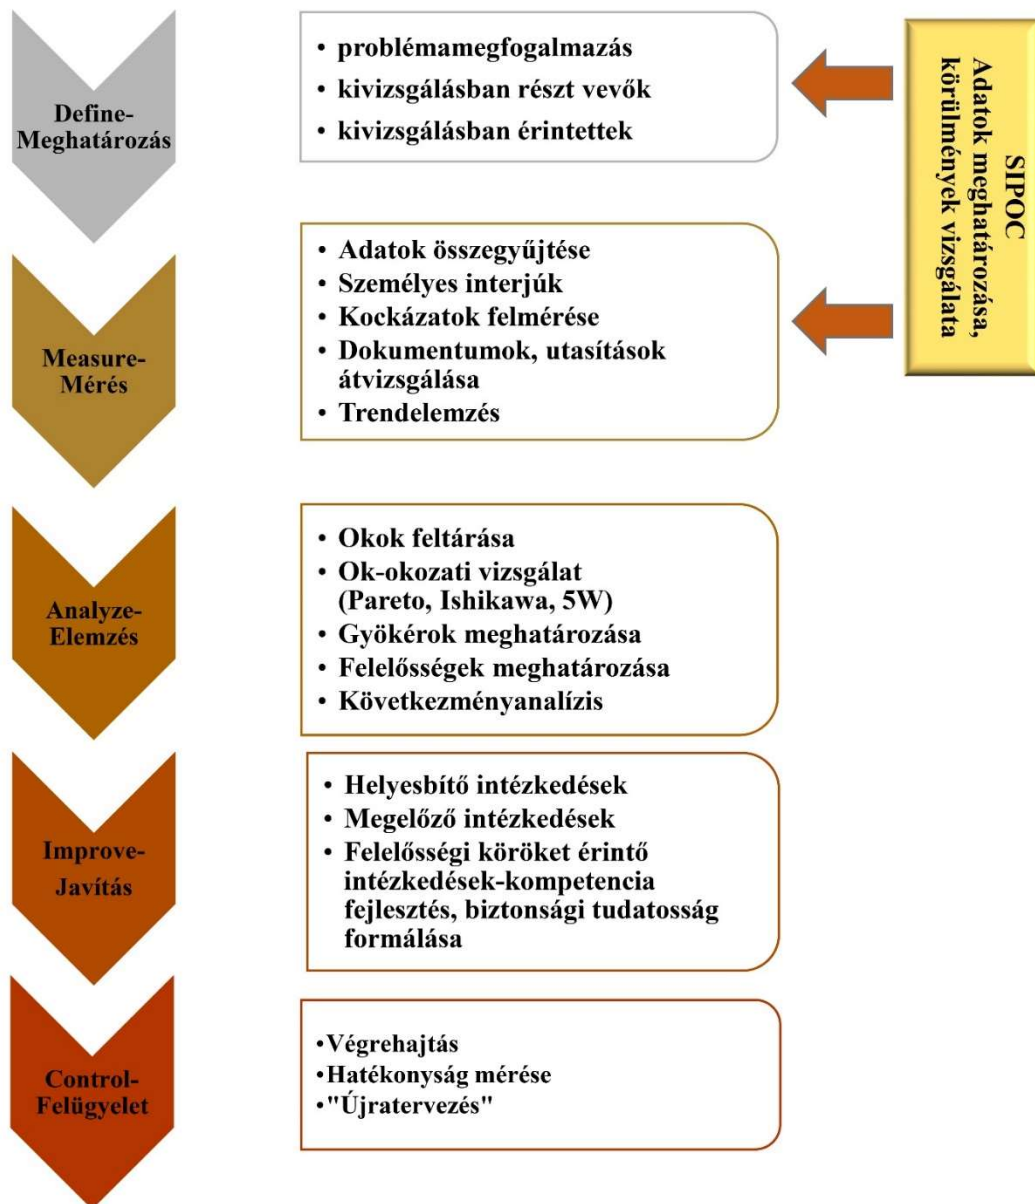 Define-
Meghatározás
• problémamegfogalmazás
• kivizsgálásban részt vevők
• kivizsgálásban érintettek
SIPOC
Adatok meghatározása,
körülmények vizsgálata
Measure-
Mérés
• Adatok összegyűjtése
• Személyes interjúk
• Kockázatok felmérése
• Dokumentumok, utasítások
átvizsgálása
• Trendelemzés
Analyze-
Elemzés
• Okok feltárása
• Ok-okozati vizsgálat
(Pareto, Ishikawa, 5W)
• Gyökérok meghatározása
• Felelősségek meghatározása
• Következményanalízis
Improve-
Javítás
• Helyesbítő intézkedések
• Megelőző intézkedések
• Felelősségi köröket érintő
intézkedések-kompetencia
fejlesztés, biztonsági tudatosság
formálása
Control-
Felügyelet
•Végrehajtás
•Hatékonyság mérése
•"Újratervezés"